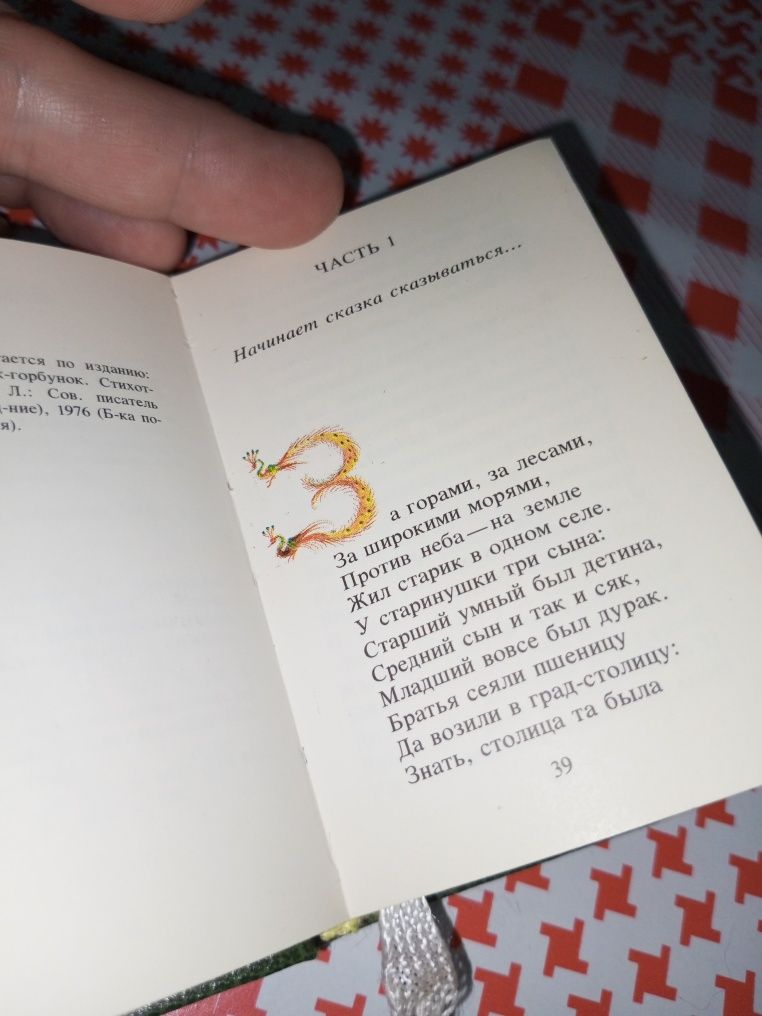 тается по изданию:
к-горбунок. Стихот-
Л.: Сов. писатель
д-ние), 1976 (Б-ка по-
я).
ЧАСТЬ 1
Начинает сказка сказываться...
За горами, за лесами,
За широкими морями,
Против неба — на земле
Жил старик в одном селе.
У старинушки три сына:
Старший умный был детина,
Средний сын и так и сяк,
Младший вовсе был дурак.
Братья сеяли пшеницу
Да возили в град-столицу:
Знать, столица та была
39